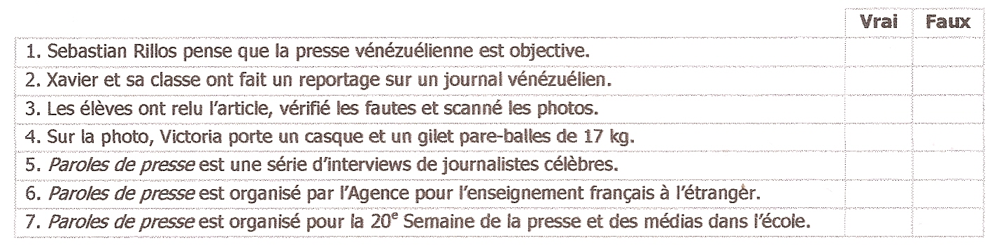 Vrai Faux
1. Sebastian Rillos pense que la presse vénézuélienne est objective.
2. Xavier et sa classe ont fait un reportage sur un journal vénézuélien.
3. Les élèves ont relu l'article, vérifié les fautes et scanné les photos.
4. Sur la photo, Victoria porte un casque et un gilet pare-balles de 17 kg.
5. Paroles de presse est une série d'interviews de journalistes célèbres.
6. Paroles de presse est organisé par l'Agence pour l'enseignement français à l'étranger.
7. Paroles de presse est organisé pour la 20e Semaine de la presse et des médias dans l'école.